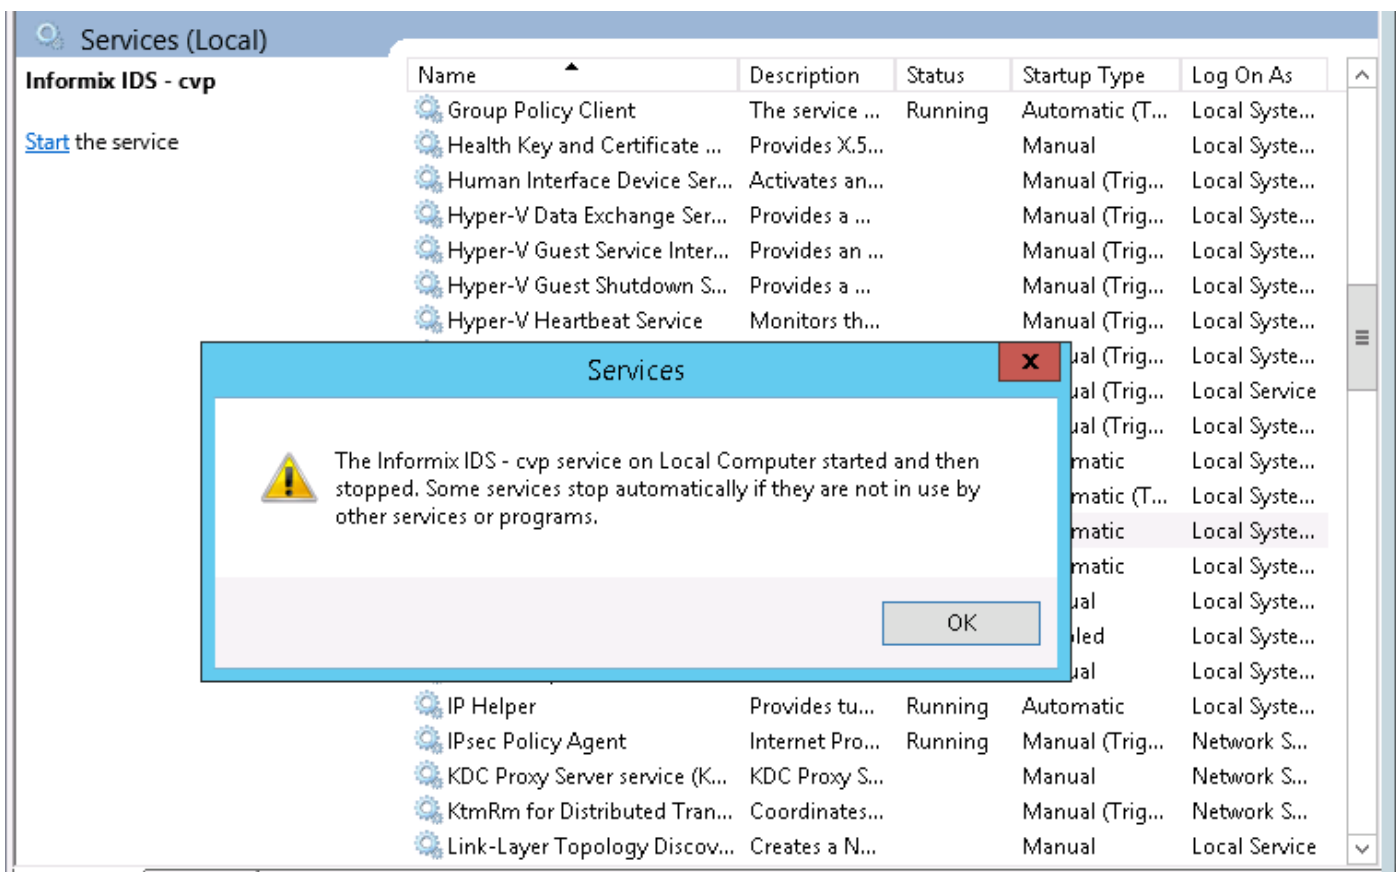 Services (Local)
Informix IDS - cvp
Start the service
Name Description Status Startup Type Log On As
Group Policy Client The service ... Running Automatic (T... Local Syste...
Health Key and Certificate ... Provides X.5... Manual Local Syste...
Human Interface Device Ser... Activates an... Manual (Trig... Local Syste...
Hyper-V Data Exchange Ser... Provides a ... Manual (Trig... Local Syste...
Hyper-V Guest Service Inter... Provides an ... Manual (Trig... Local Syste...
Hyper-V Guest Shutdown S... Provides a ... Manual (Trig... Local Syste...
Hyper-V Heartbeat Service Monitors th... Manual (Trig... Local Syste...
ual (Trig... Local Syste...
ual (Trig... Local Service
ual (Trig... Local Syste...
matic Local Syste...
matic (T... Local Syste...
matic Local Syste...
matic Local Syste...
ual Local Syste...
led Local Syste...
ual Local Syste...
Services
X
The Informix IDS - cvp service on Local Computer started and then
stopped. Some services stop automatically if they are not in use by
other services or programs.
OK
IP Helper Provides tu... Running Automatic Local Syste...
IPsec Policy Agent Internet Pro... Running Manual (Trig... Network S...
KDC Proxy Server service (K... KDC Proxy S... Manual Network S...
KtmRm for Distributed Tran... Coordinates... Manual (Trig... Network S...
Link-Layer Topology Discov... Creates a N... Manual Local Service